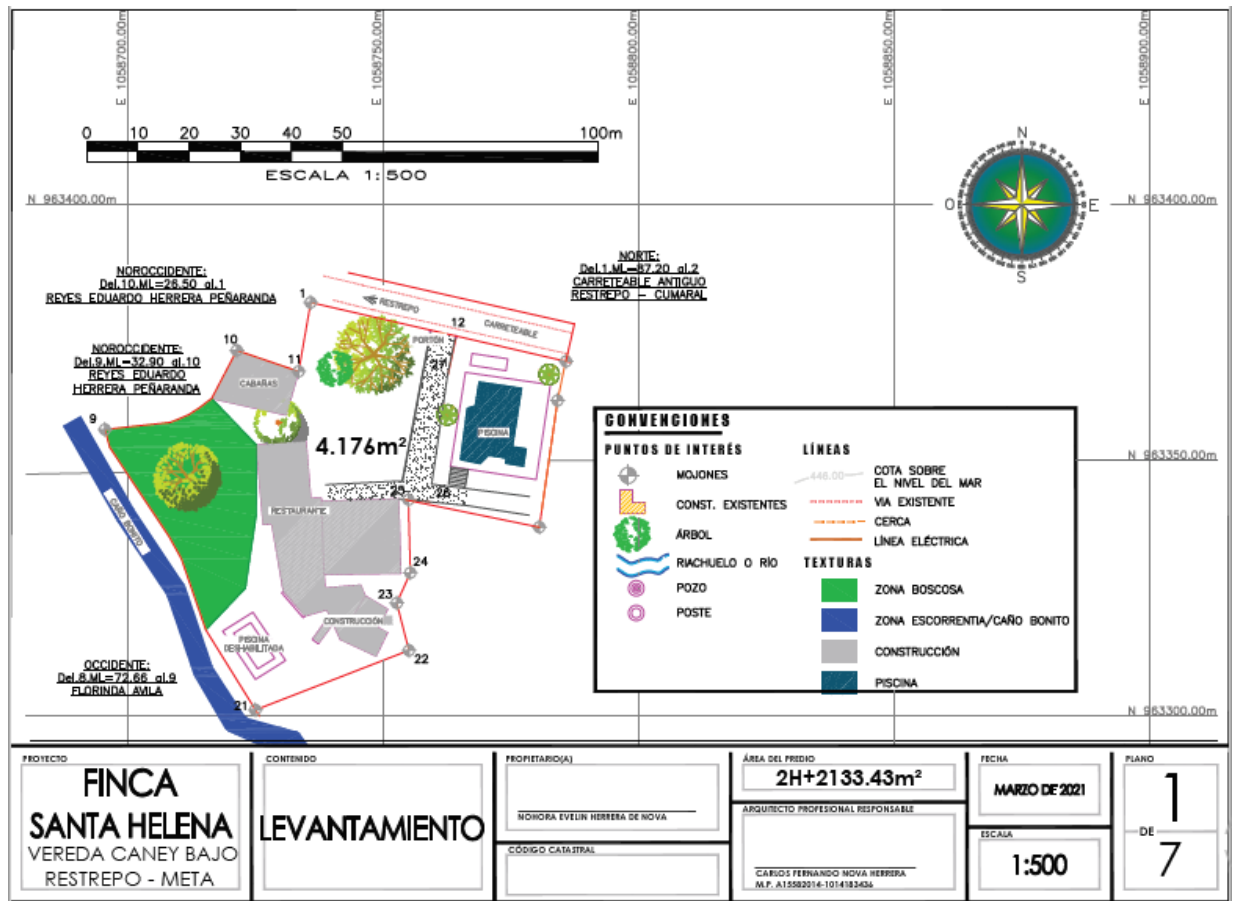 E 1058700.00m
E 1058750.00m
E 1058800.00m
E 1058850.00m
E 1058900.00m
0 10 20 30 40 50 100m
ESCALA 1:500
N
O E
S
N 963400.00m
N 963400.00m
NOROCCIDENTE:
Del.10.ML=26.50 al.1
REYES EDUARDO HERRERA PEÑARANDA
NORTE:
Del.1.ML=87.20 al.2
CARRETEABLE ANTIGUO
RESTREPO - CUMARAL
NOROCCIDENTE:
Del.9.ML=32.90 al.10
REYES EDUARDO
HERRERA PEÑARANDA
1
RESTREPO
12
CARRETEABLE
PORTÓN
27
10
11
CABAÑAS
9
4.176m²
PISCINA
CAÑO BONITO
25
26
RESTAURANTE
24
23
CONSTRUCCIÓN
22
PISCINA
DESHABILITADA
21
OCCIDENTE:
Del.8.ML=72.66 al.9
FLORINDA AVILA
N 963350.00m
N 963300.00m
CONVENCIONES
PUNTOS DE INTERÉS
MOJONES
CONST. EXISTENTES
ÁRBOL
RIACHUELO O RÍO
POZO
POSTE
LÍNEAS
446.00
COTA SOBRE
EL NIVEL DEL MAR
VIA EXISTENTE
CERCA
LÍNEA ELÉCTRICA
TEXTURAS
ZONA BOSCOSA
ZONA ESCORRENTIA/CAÑO BONITO
CONSTRUCCIÓN
PISCINA
PROYECTO
FINCA
SANTA HELENA
VEREDA CANEY BAJO
RESTREPO - META
CONTENIDO
LEVANTAMIENTO
PROPIETARIO(A)
NOHORA EVELIN HERRERA DE NOVA
CÓDIGO CATASTRAL
ÁREA DEL PREDIO
2H+2133.43m²
ARQUITECTO PROFESIONAL RESPONSABLE
CARLOS FERNANDO NOVA HERRERA
M.P. A15582014-1014183436
FECHA
MARZO DE 2021
ESCALA
1:500
PLANO
1
DE
7